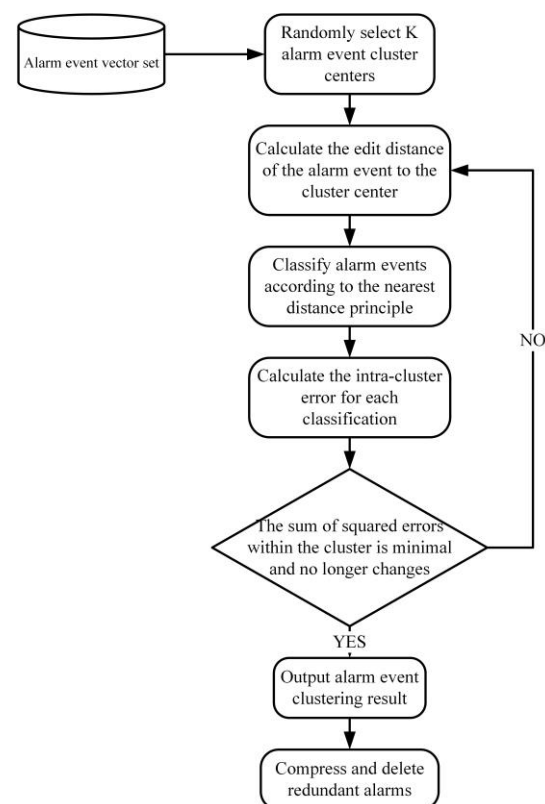 Alarm event vector set
Randomly select K
alarm event cluster
centers
Calculate the edit distance
of the alarm event to the
cluster center
Classify alarm events
according to the nearest
distance principle
NO
Calculate the intra-cluster
error for each
classification
The sum of squared errors
within the cluster is minimal
and no longer changes
YES
Output alarm event
clustering result
Compress and delete
redundant alarms